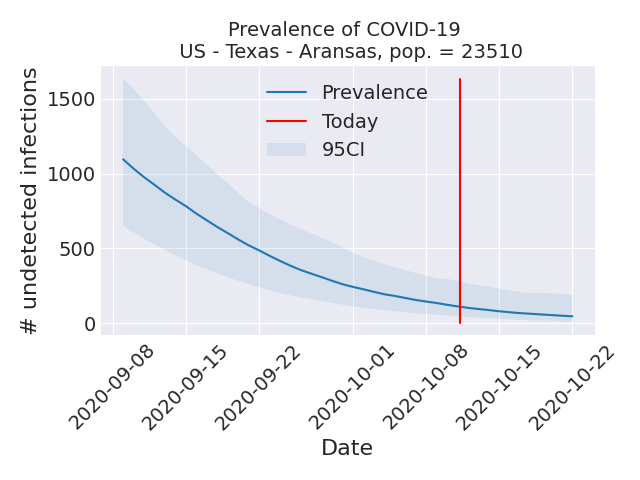 Prevalence of COVID-19
US - Texas - Aransas, pop. = 23510
# undetected infections
1500
1000
500
0
Prevalence
Today
95CI
2020-09-08
2020-09-15
2020-09-22
2020-10-01
2020-10-08
2020-10-15
2020-10-22
Date